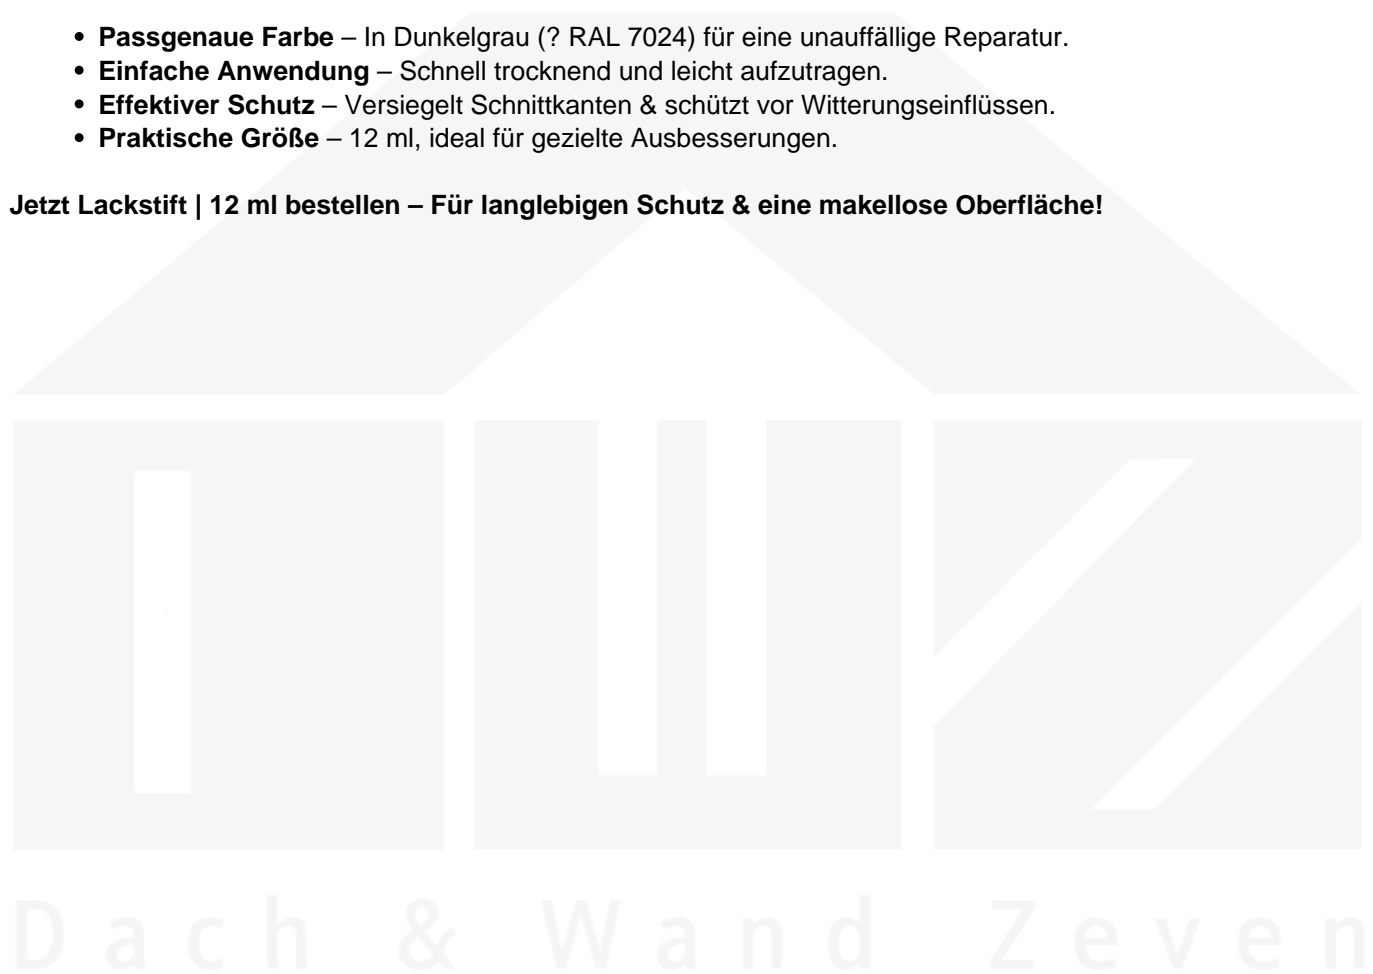 • Passgenaue Farbe – In Dunkelgrau (? RAL 7024) für eine unauffällige Reparatur.
• Einfache Anwendung – Schnell trocknend und leicht aufzutragen.
• Effektiver Schutz – Versiegelt Schnittkanten & schützt vor Witterungseinflüssen.
• Praktische Größe – 12 ml, ideal für gezielte Ausbesserungen.
Jetzt Lackstift | 12 ml bestellen – Für langlebigen Schutz & eine makellose Oberfläche!
Dach & Wand Zeven